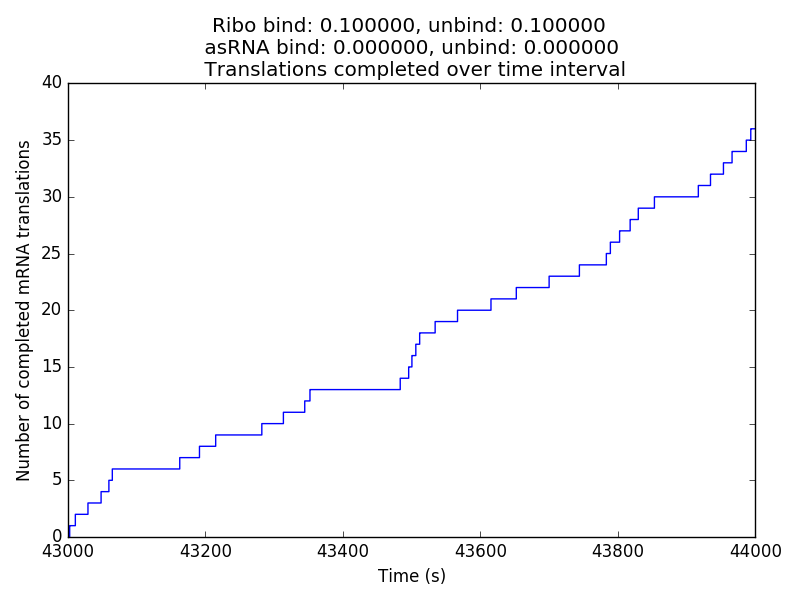 Ribo bind: 0.100000, unbind: 0.100000
asRNA bind: 0.000000, unbind: 0.000000
Translations completed over time interval
40
35
30
25
20
15
10
5
0
Number of completed mRNA translations
43000 43200 43400 43600 43800 44000
Time (s)